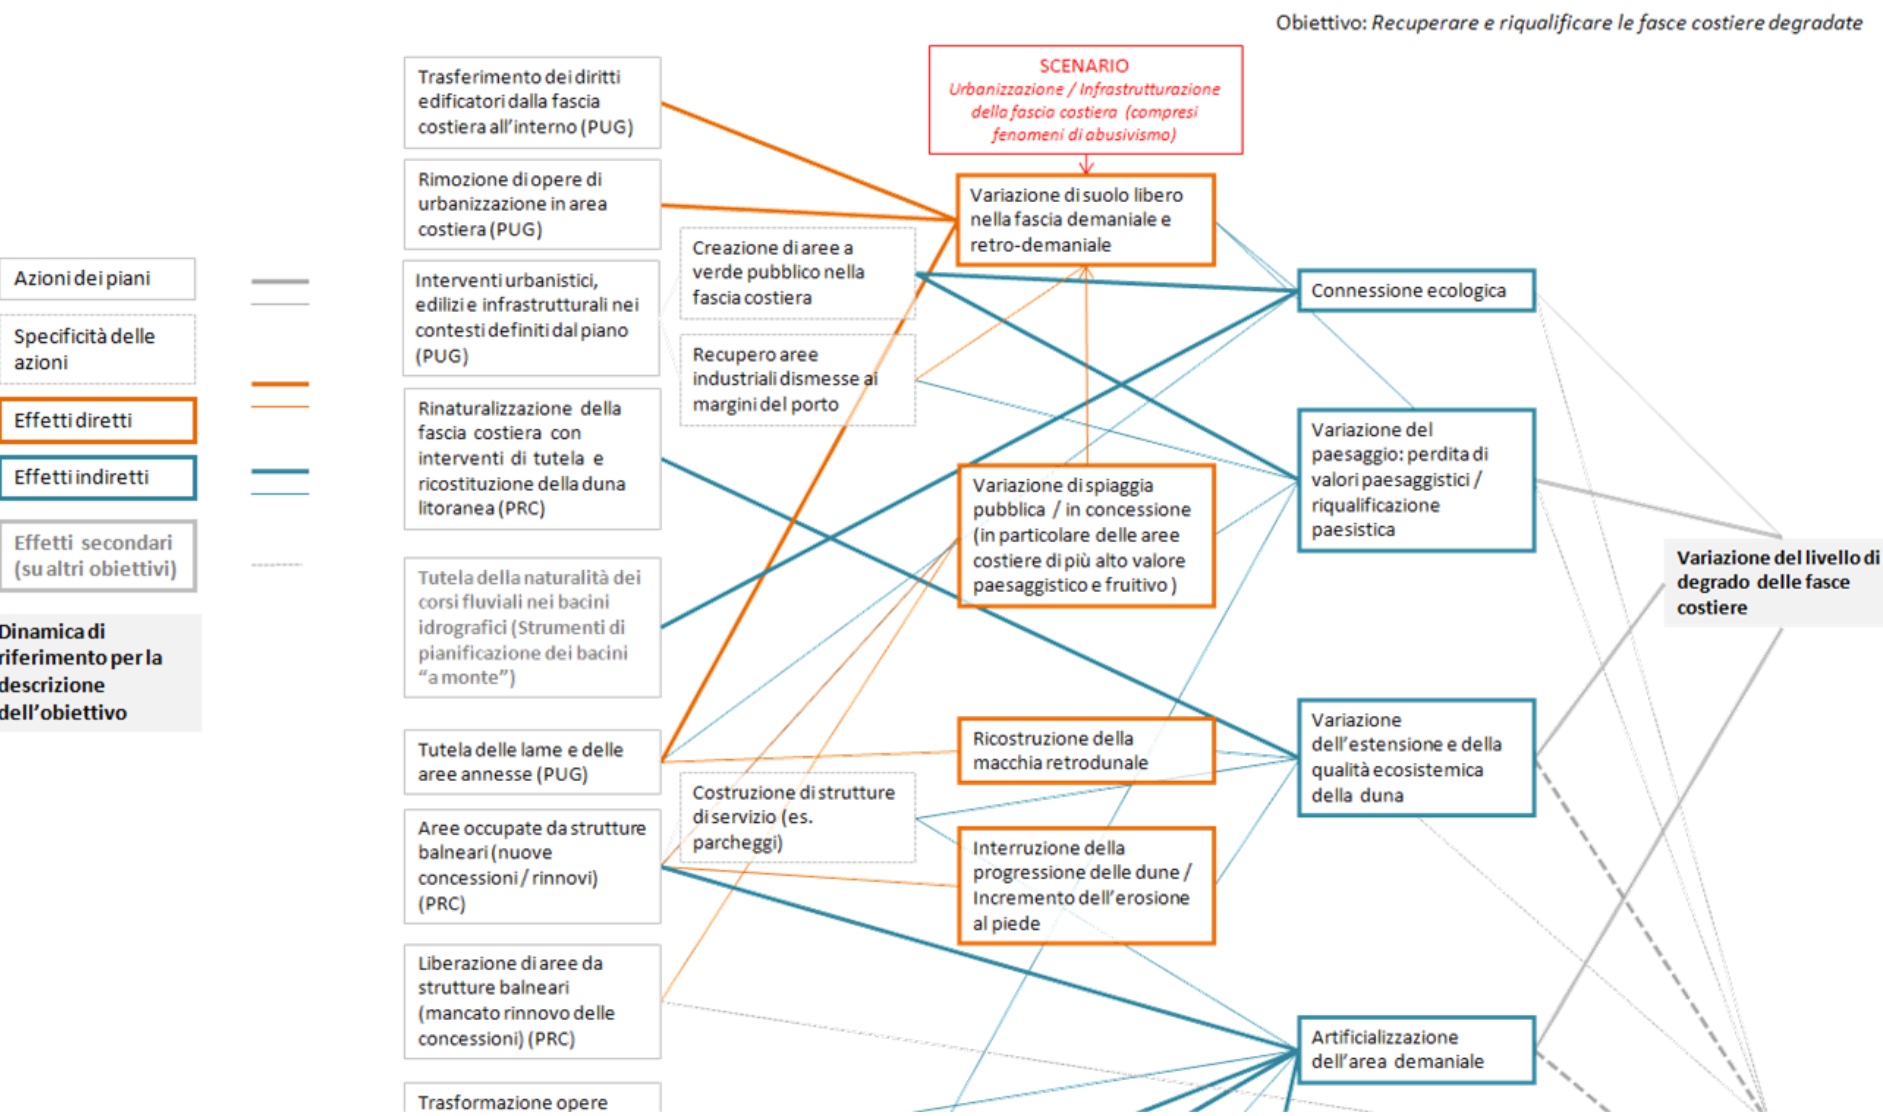 Obiettivo: Recuperare e riqualificare le fasce costiere degradate
SCENARIO
Urbanizzazione / Infrastrutturazione
della fascia costiera (compresi
fenomeni di abusivismo)
Azioni dei piani
Specificità delle
azioni
Effetti diretti
Effetti indiretti
Effetti secondari
(su altri obiettivi)
Dinamica di
riferimento per la
descrizione
dell'obiettivo
Trasferimento dei diritti
edificatori dalla fascia
costiera all'interno (PUG)
Rimozione di opere di
urbanizzazione in area
costiera (PUG)
Interventi urbanistici,
edilizi e infrastrutturali nei
contesti definiti dal piano
(PUG)
Rinaturalizzazione della
fascia costiera con
interventi di tutela e
ricostituzione della duna
litoranea (PRC)
Tutela della naturalità dei
corsi fluviali nei bacini
idrografici (Strumenti di
pianificazione dei bacini
"a monte")
Tutela delle lame e delle
aree annesse (PUG)
Aree occupate da strutture
balneari (nuove
concessioni / rinnovi)
(PRC)
Liberazione di aree da
strutture balneari
(mancato rinnovo delle
concessioni) (PRC)
Trasformazione opere
Creazione di aree a
verde pubblico nella
fascia costiera
Recupero aree
industriali dismesse ai
margini del porto
Costruzione di strutture
di servizio (es.
parcheggi)
Variazione di suolo libero
nella fascia demaniale e
retro-demaniale
Variazione di spiaggia
pubblica / in concessione
(in particolare delle aree
costiere di più alto valore
paesaggistico e fruitivo )
Ricostruzione della
macchia retrodunale
Interruzione della
progressione delle dune /
Incremento dell'erosione
al piede
Connessione ecologica
Variazione del
paesaggio: perdita di
valori paesaggistici /
riqualificazione
paesistica
Variazione
dell'estensione e della
qualità ecosistemica
della duna
Artificializzazione
dell'area demaniale
Variazione del livello di
degrado delle fasce
costiere